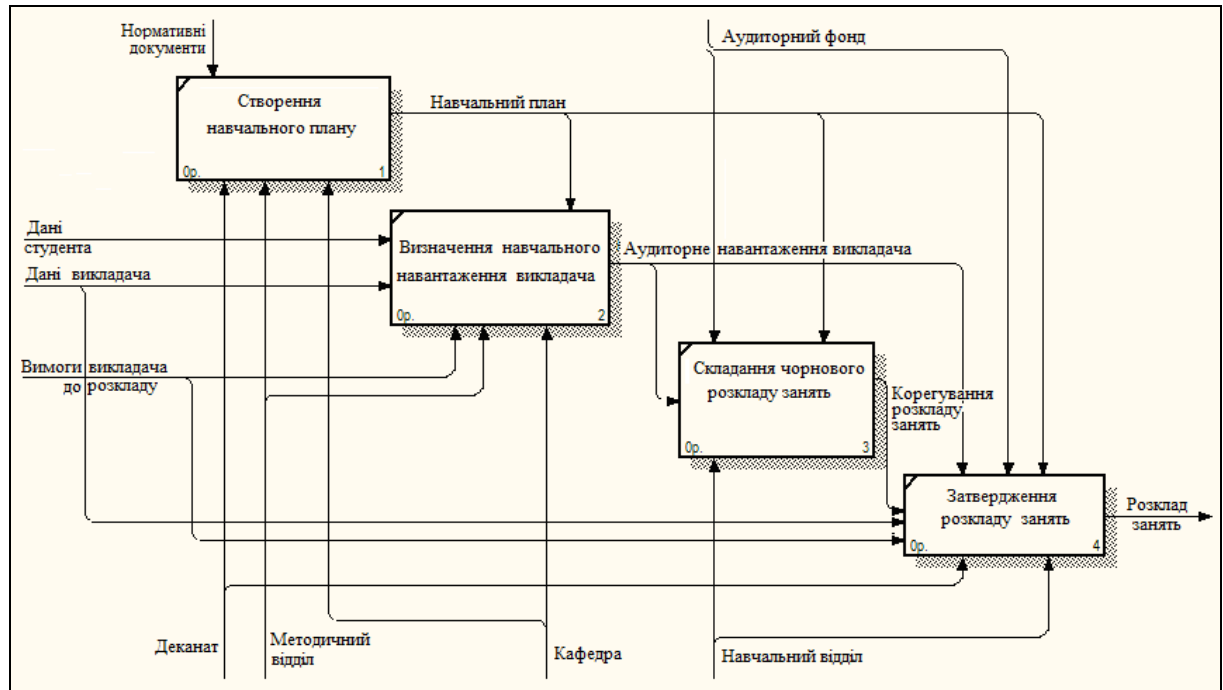 Нормативні
документи
Аудиторний фонд
Створення
навчального плану
0р.
1
Навчальний план
Дані
студента
Дані викладача
Визначення навчального
навантаження викладача
0р.
2
Аудиторне навантаження викладача
Вимоги викладача
до розкладу
Складання чорнового
розкладу занять
0р.
3
Корегування
розкладу
занять
Затвердження
розкладу занять
0р.
4
Розклад
занять
Деканат
Методичний
відділ
Кафедра
Навчальний відділ